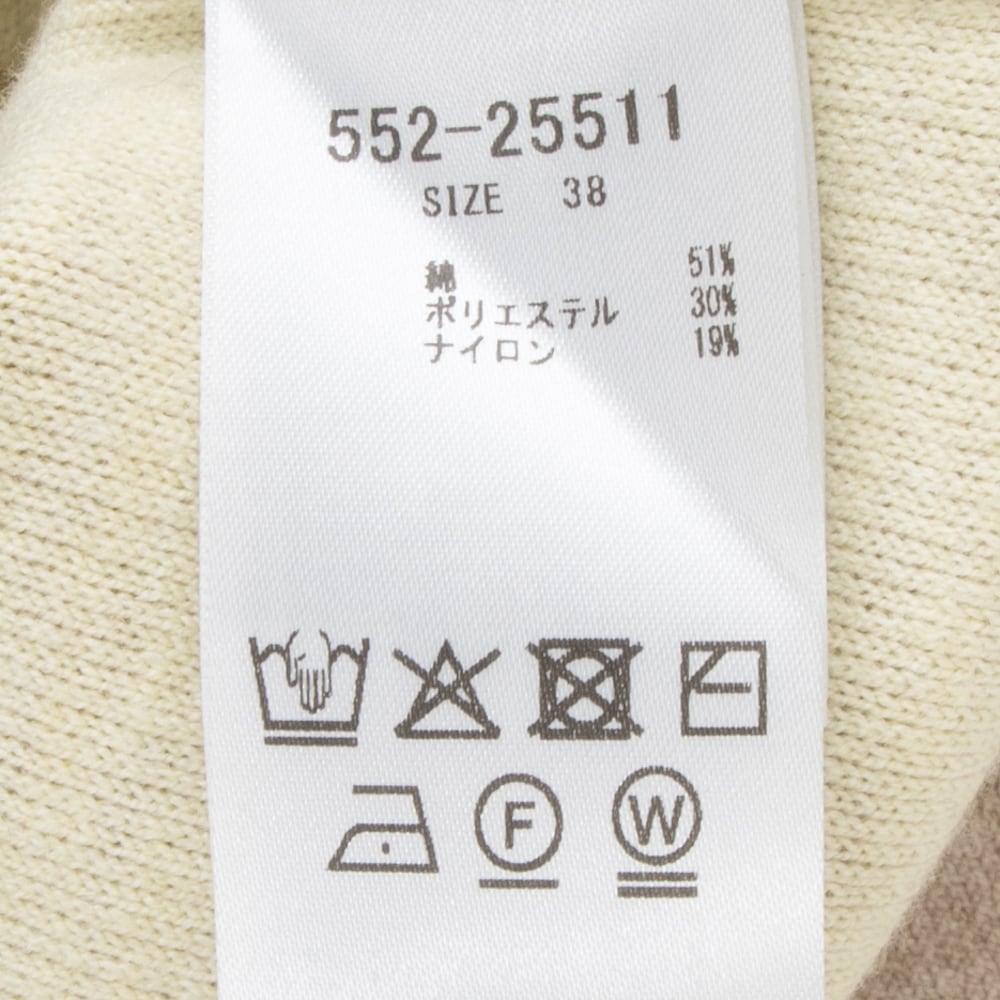 552-25511
SIZE 38
綿 51%
ポリエステル 30%
ナイロン 19%
F W